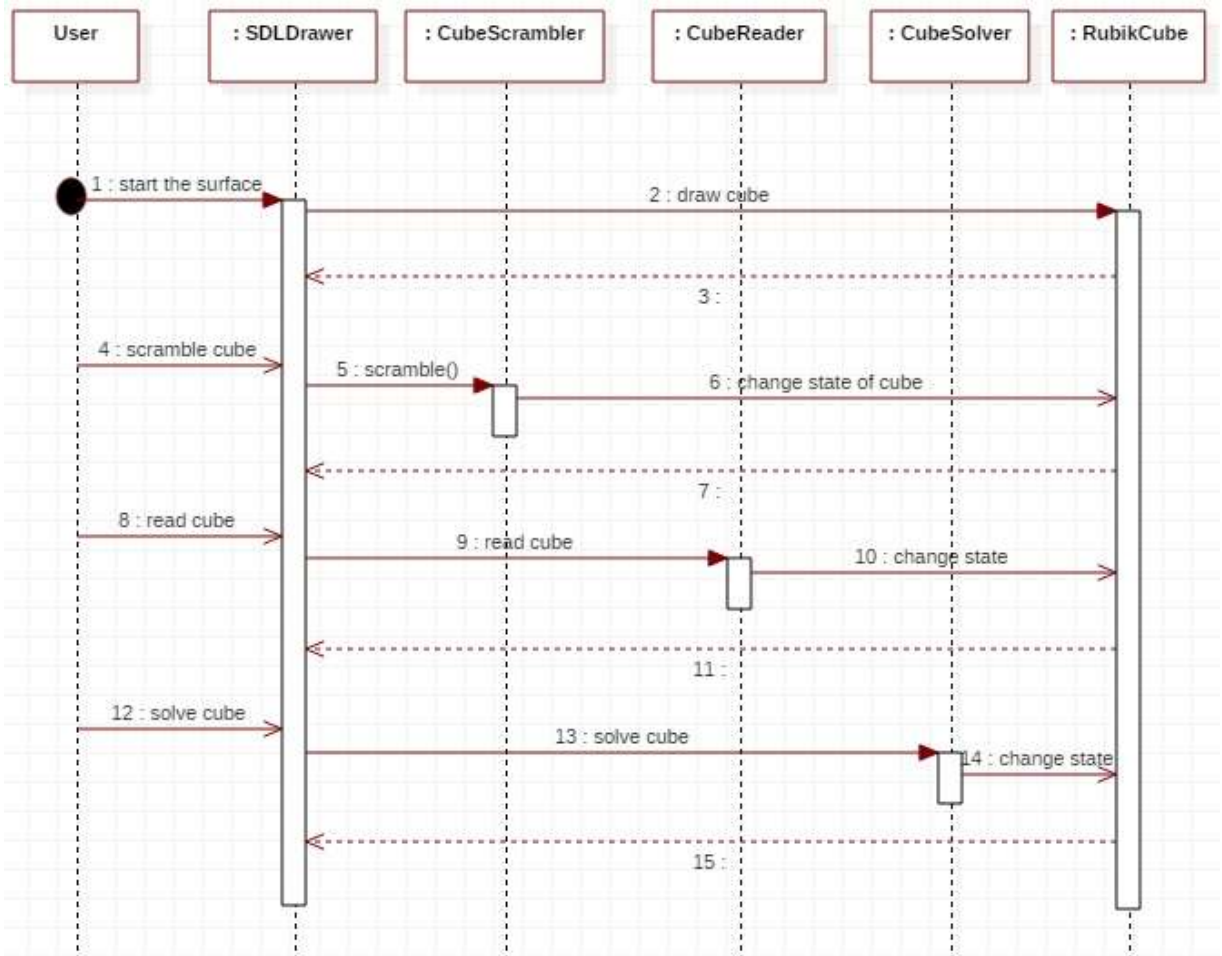 User
: SDLDrawer
: CubeScrambler
: CubeReader
: CubeSolver
: RubikCube
1 : start the surface
2 : draw cube
3 :
4 : scramble cube
5 : scramble()
6 : change state of cube
7 :
8 : read cube
9 : read cube
10 : change state
11 :
12 : solve cube
13 : solve cube
14 : change state
15 :